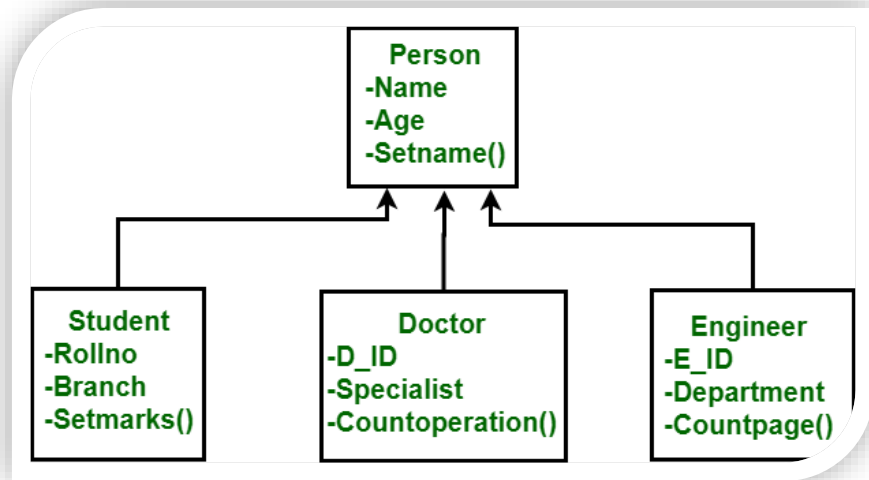 Person
-Name
-Age
-Setname()
Student
-Rollno
-Branch
-Setmarks()
Doctor
-D_ID
-Specialist
-Countoperation()
Engineer
-E_ID
-Department
-Countpage()